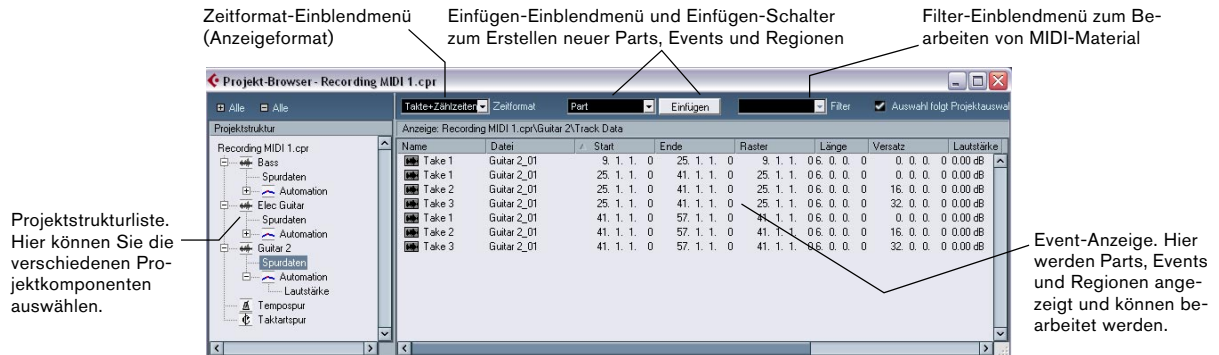 Zeitformat-Einblendmenü
(Anzeigeformat)
Einfügen-Einblendmenü und Einfügen-Schalter
zum Erstellen neuer Parts, Events und Regionen
Filter-Einblendmenü zum Be-
arbeiten von MIDI-Material
Projekt-Browser - Recording MIDI 1.cpr
Alle Alle
Takte+Zählzeiten Zeitformat Part Einfügen Filter Auswahl folgt Projektauswal
Projektstruktur
Recording MIDI 1.cpr
Bass
Spurdaten
Automation
Elec Guitar
Spurdaten
Automation
Guitar 2
Spurdaten
Automation
Lautstärke
Tempospur
Taktartspur
Anzeige: Recording MIDI 1.cpr\Guitar 2\Track Data
Name Datei Start Ende Raster Länge Versatz Lautstärke
Take 1 Guitar 2_01 9. 1. 1. 0 25. 1. 1. 0 9. 1. 1. 0 6. 0. 0. 0 0. 0. 0. 0 0.00 dB
Take 1 Guitar 2_01 25. 1. 1. 0 41. 1. 1. 0 25. 1. 1. 0 6. 0. 0. 0 0. 0. 0. 0 0.00 dB
Take 2 Guitar 2_01 25. 1. 1. 0 41. 1. 1. 0 25. 1. 1. 0 6. 0. 0. 0 16. 0. 0. 0 0.00 dB
Take 3 Guitar 2_01 25. 1. 1. 0 41. 1. 1. 0 25. 1. 1. 0 6. 0. 0. 0 32. 0. 0. 0 0.00 dB
Take 1 Guitar 2_01 41. 1. 1. 0 57. 1. 1. 0 41. 1. 1. 0 6. 0. 0. 0 0. 0. 0. 0 0.00 dB
Take 2 Guitar 2_01 41. 1. 1. 0 57. 1. 1. 0 41. 1. 1. 0 6. 0. 0. 0 16. 0. 0. 0 0.00 dB
Take 3 Guitar 2_01 41. 1. 1. 0 57. 1. 1. 0 41. 1. 1. 0 6. 0. 0. 0 32. 0. 0. 0 0.00 dB
Projektstrukturliste.
Hier können Sie die
verschiedenen Pro-
jektkomponenten
auswählen.
Event-Anzeige. Hier
werden Parts, Events
und Regionen ange-
zeigt und können be-
arbeitet werden.